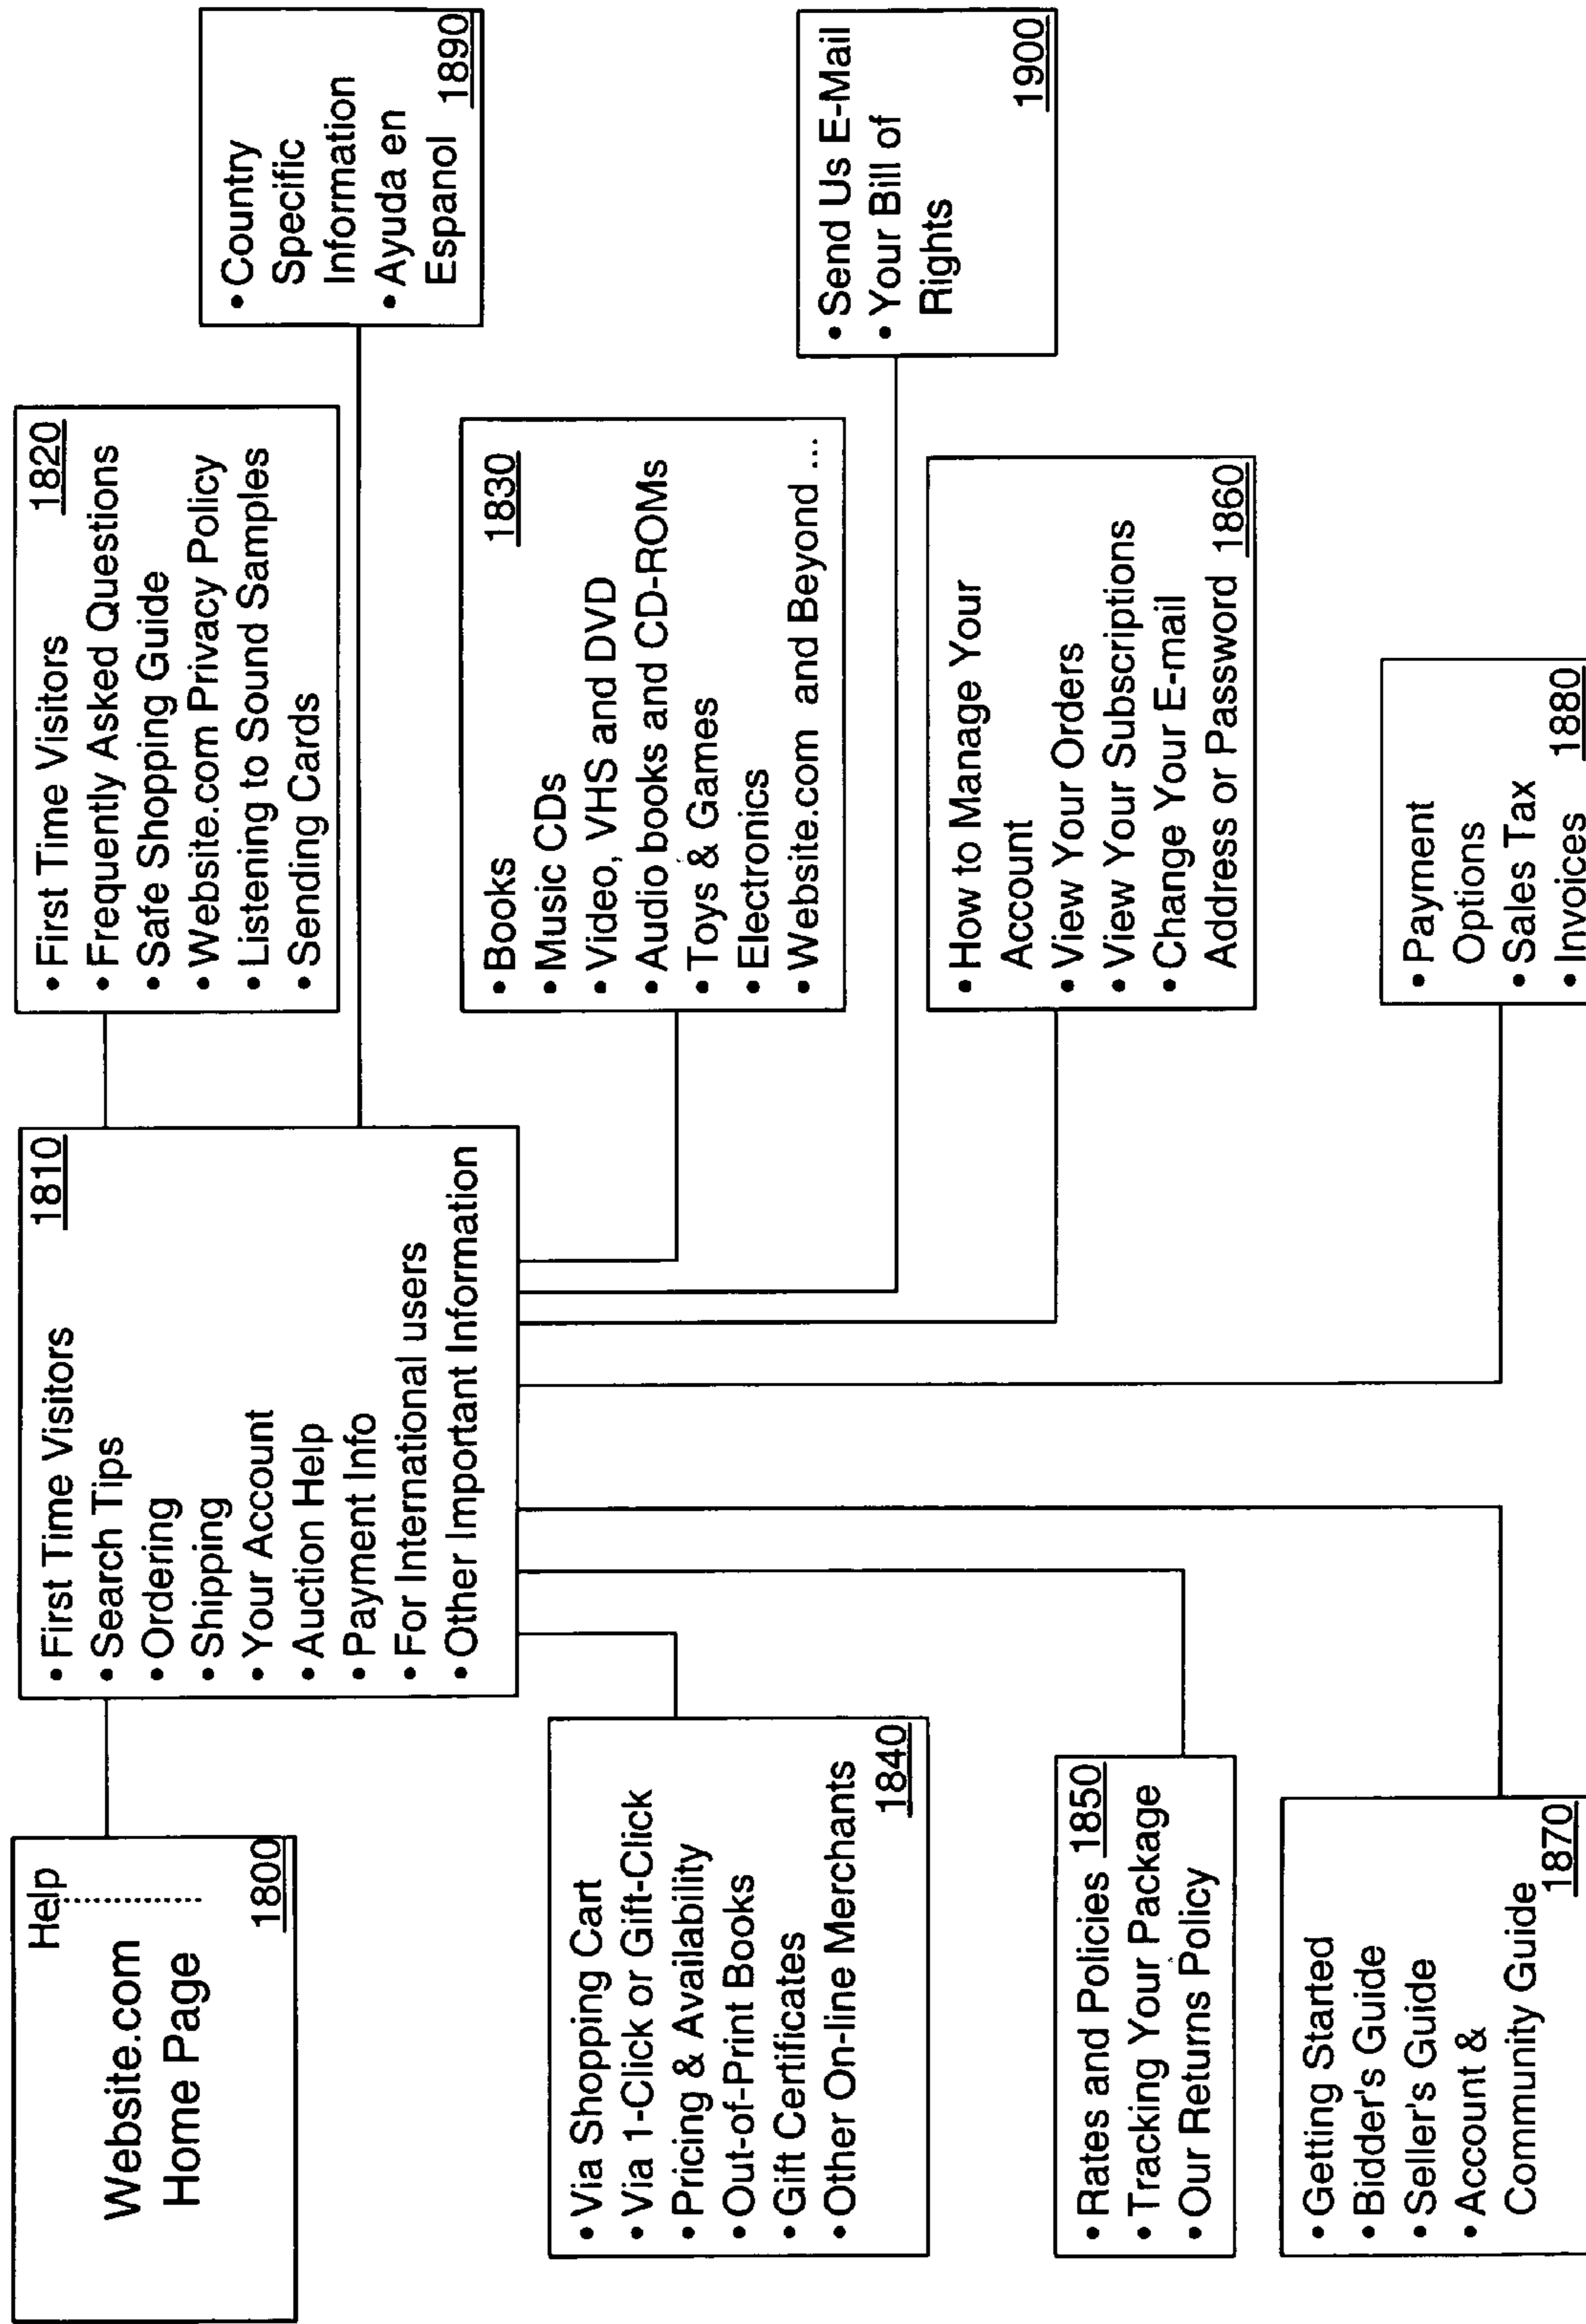 Help
Website.com
Home Page
1800
1810
• First Time Visitors
• Search Tips
• Ordering
• Shipping
• Your Account
• Auction Help
• Payment Info
• For International users
• Other Important Information
• First Time Visitors 1820
• Frequently Asked Questions
• Safe Shopping Guide
• Website.com Privacy Policy
• Listening to Sound Samples
• Sending Cards
• Country
Specific
Information
• Ayuda en
Espanol 1890
• Via Shopping Cart
• Via 1-Click or Gift-Click
• Pricing & Availability
• Out-of-Print Books
• Gift Certificates
• Other On-line Merchants
1840
• Books 1830
• Music CDs
• Video, VHS and DVD
• Audio books and CD-ROMs
• Toys & Games
• Electronics
• Website.com and Beyond ...
• Send Us E-Mail
• Your Bill of
Rights
1900
• Rates and Policies 1850
• Tracking Your Package
• Our Returns Policy
• How to Manage Your
Account
• View Your Orders
• View Your Subscriptions
• Change Your E-mail
Address or Password 1860
• Getting Started
• Bidder's Guide
• Seller's Guide
• Account &
Community Guide
1870
• Payment
Options
• Sales Tax
• Invoices 1880